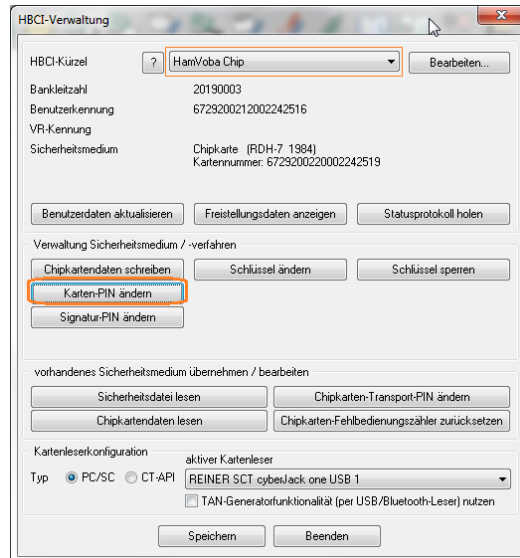 HBCI-Verwaltung
HBCI-Kürzel ? HamVoba Chip Bearbeiten...
Bankleitzahl 20190003
Benutzerkennung 6729200212002242516
VR-Kennung
Sicherheitsmedium Chipkarte (RDH-7 1984)
Kartennummer: 6729200220002242519
Benutzerdaten aktualisieren Freistellungsdaten anzeigen Statusprotokoll holen
Verwaltung Sicherheitsmedium / -verfahren
Chipkartendaten schreiben Schlüssel ändern Schlüssel sperren
Karten-PIN ändern
Signatur-PIN ändern
vorhandenes Sicherheitsmedium übernehmen / bearbeiten
Sicherheitsdatei lesen Chipkarten-Transport-PIN ändern
Chipkartendaten lesen Chipkarten-Fehlbedienungszähler zurücksetzen
Kartenleserkonfiguration
aktiver Kartenleser
Typ PC/SC CT-API REINER SCT cyberJack one USB 1
TAN-Generatorfunktionalität (per USB/Bluetooth-Leser) nutzen
Speichern Beenden